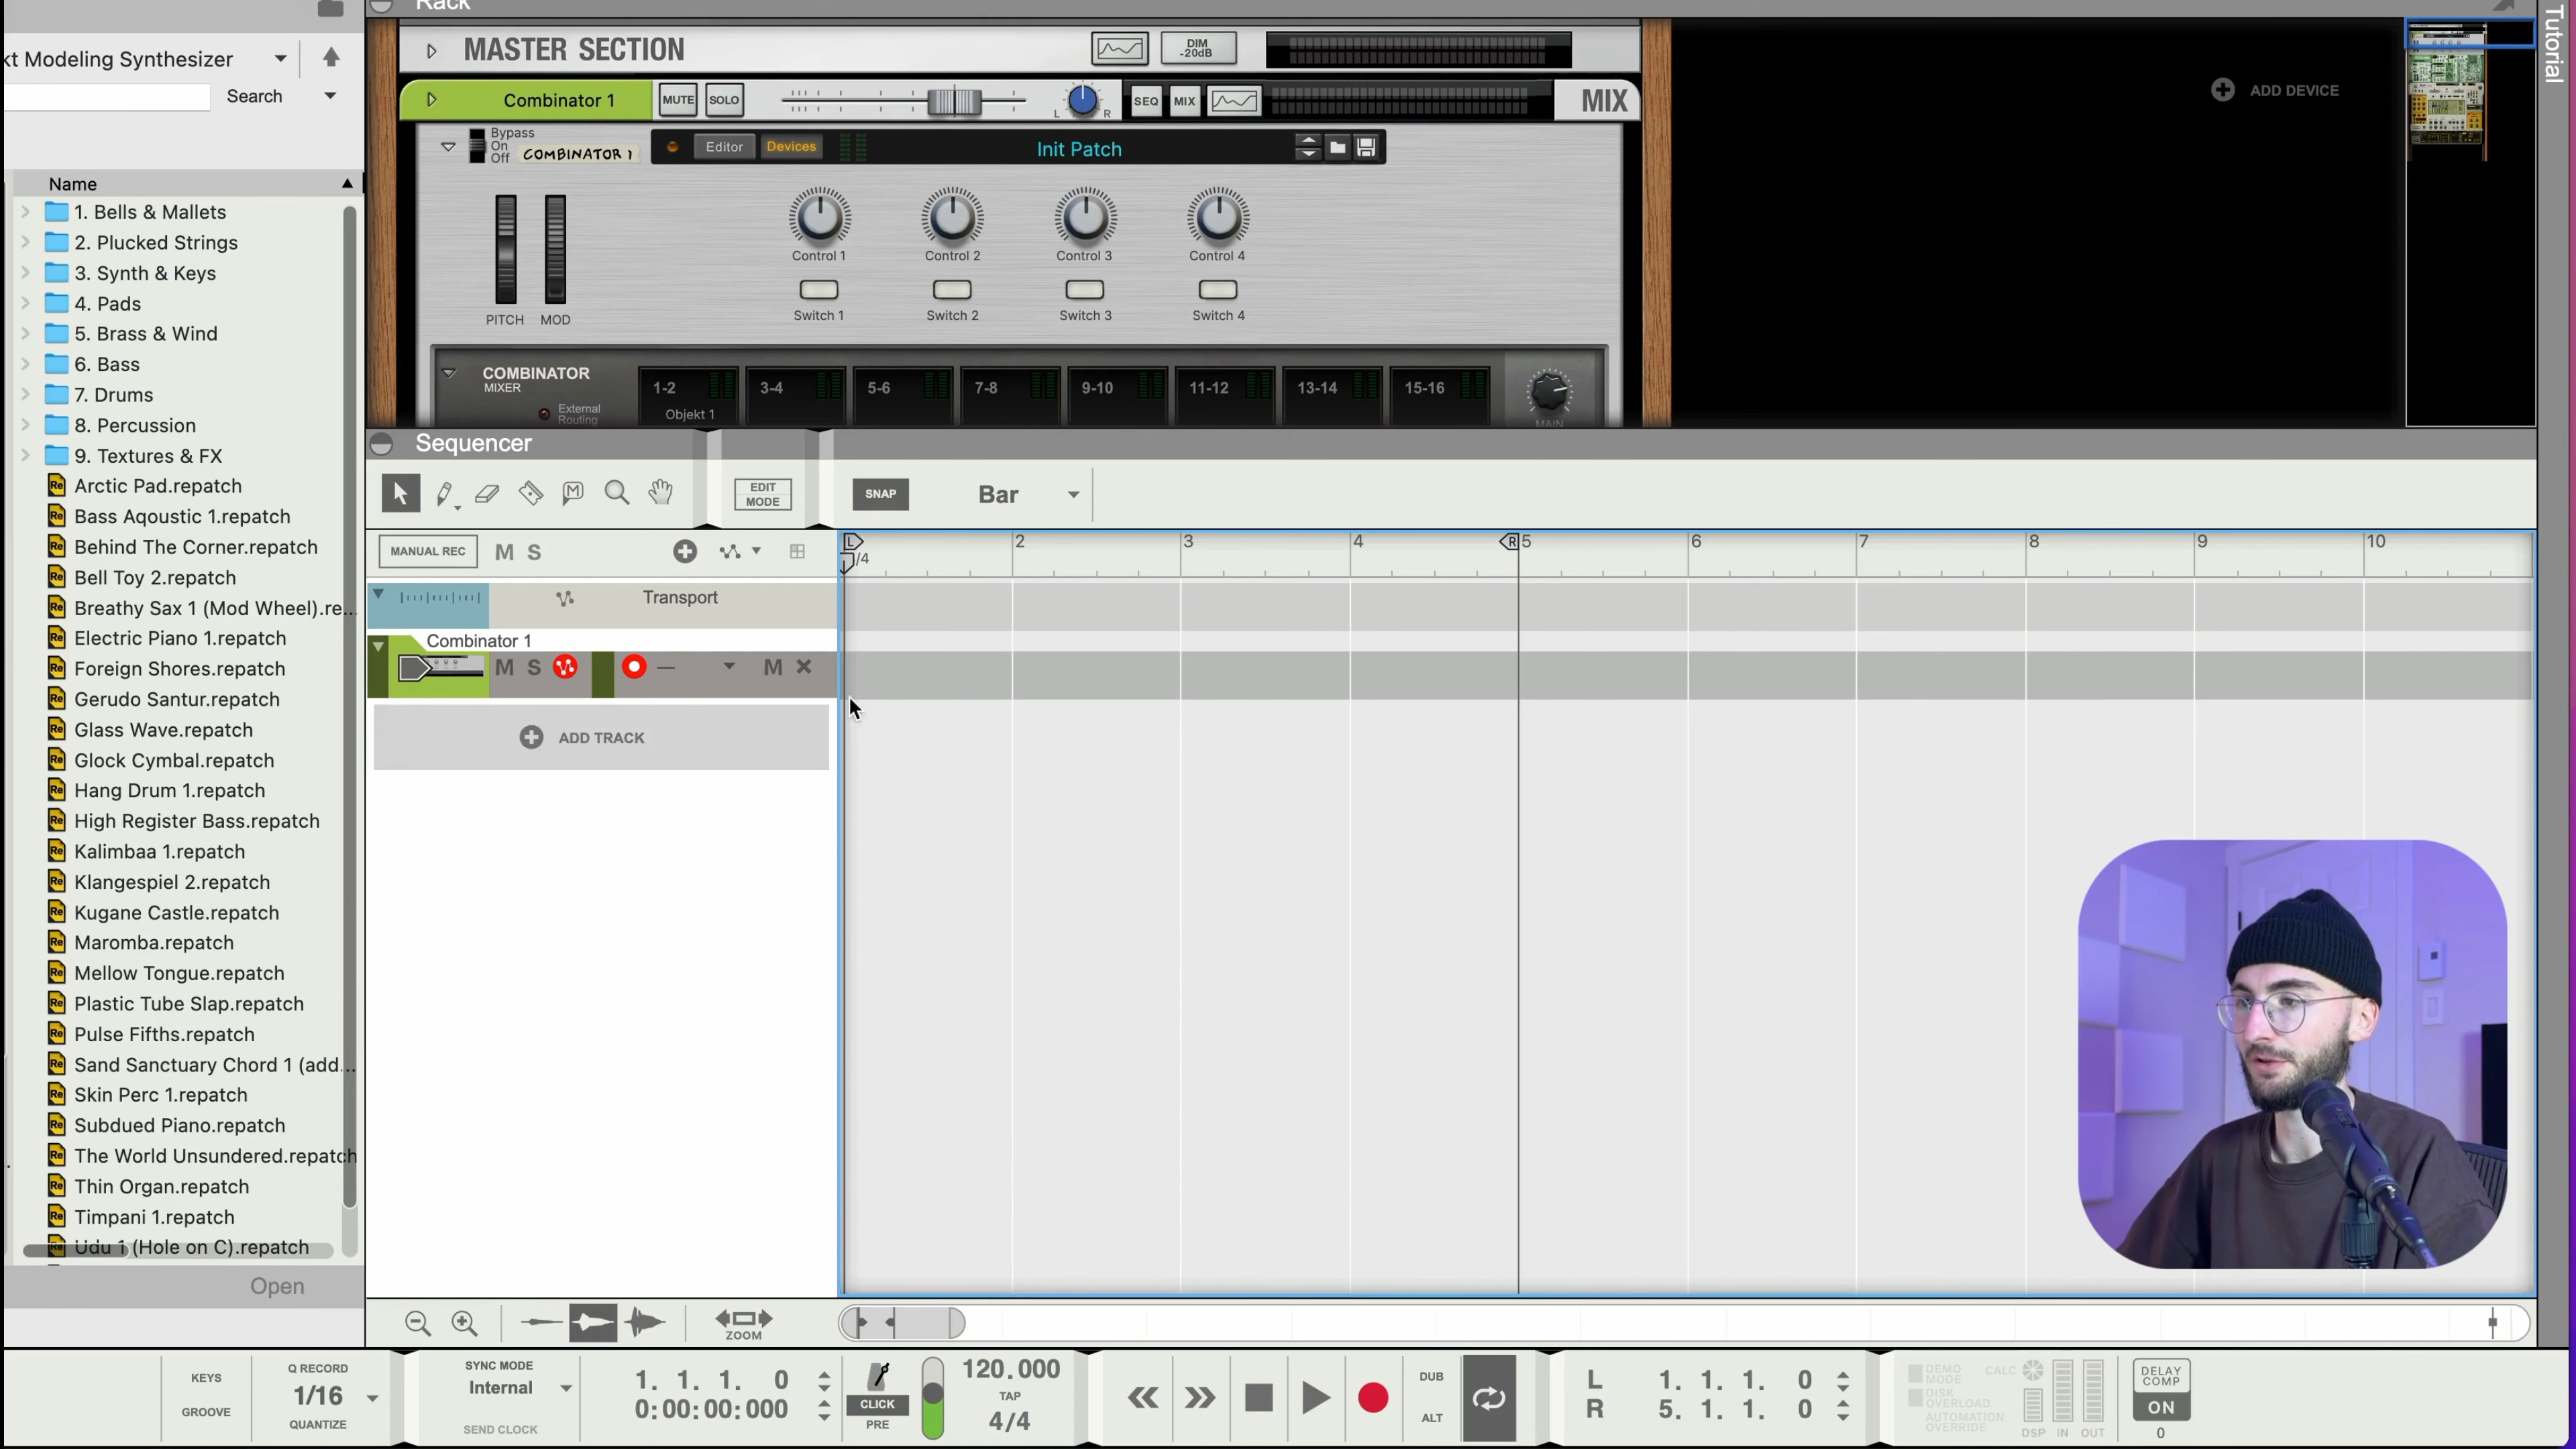 Rack
Tutorial
kt Modeling Synthesizer
Search
Name
1. Bells & Mallets
2. Plucked Strings
3. Synth & Keys
4. Pads
5. Brass & Wind
6. Bass
7. Drums
8. Percussion
9. Textures & FX
Arctic Pad.repatch
Bass Aqoustic 1.repatch
Behind The Corner.repatch
Bell Toy 2.repatch
Breathy Sax 1 (Mod Wheel).re...
Electric Piano 1.repatch
Foreign Shores.repatch
Gerudo Santur.repatch
Glass Wave.repatch
Glock Cymbal.repatch
Hang Drum 1.repatch
High Register Bass.repatch
Kalimbaa 1.repatch
Klangespiel 2.repatch
Kugane Castle.repatch
Maromba.repatch
Mellow Tongue.repatch
Plastic Tube Slap.repatch
Pulse Fifths.repatch
Sand Sanctuary Chord 1 (add...
Skin Perc 1.repatch
Subdued Piano.repatch
The World Unsundered.repatch
Thin Organ.repatch
Timpani 1.repatch
Udu 1 (Hole on C).repatch
Open
MASTER SECTION
DIM
-20dB
Combinator 1
MUTE SOLO
L R
SEQ MIX
MIX
ADD DEVICE
Bypass
On
Off
COMBINATOR 1
Editor Devices
Init Patch
Control 1 Control 2 Control 3 Control 4
Switch 1 Switch 2 Switch 3 Switch 4
PITCH MOD
COMBINATOR
MIXER
External
Routing
1-2 3-4 5-6 7-8 9-10 11-12 13-14 15-16
Objekt 1
MAIN
Sequencer
M
EDIT
MODE
SNAP
Bar
MANUAL REC
M S
L 2 3 4 R 5 6 7 8 9 10
/4
Transport
Combinator 1
M S
M
ADD TRACK
ZOOM
KEYS
GROOVE
Q RECORD
1/16
QUANTIZE
SYNC MODE
Internal
SEND CLOCK
1. 1. 1. 0
0:00:00:000
CLICK
PRE
120.000
TAP
4/4
DUB
ALT
L 1. 1. 1. 0
R 5. 1. 1. 0
DEMO
MODE
DISK
OVERLOAD
AUTOMATION
OVERRIDE
CALC
DSP IN OUT
DELAY
COMP
ON
0